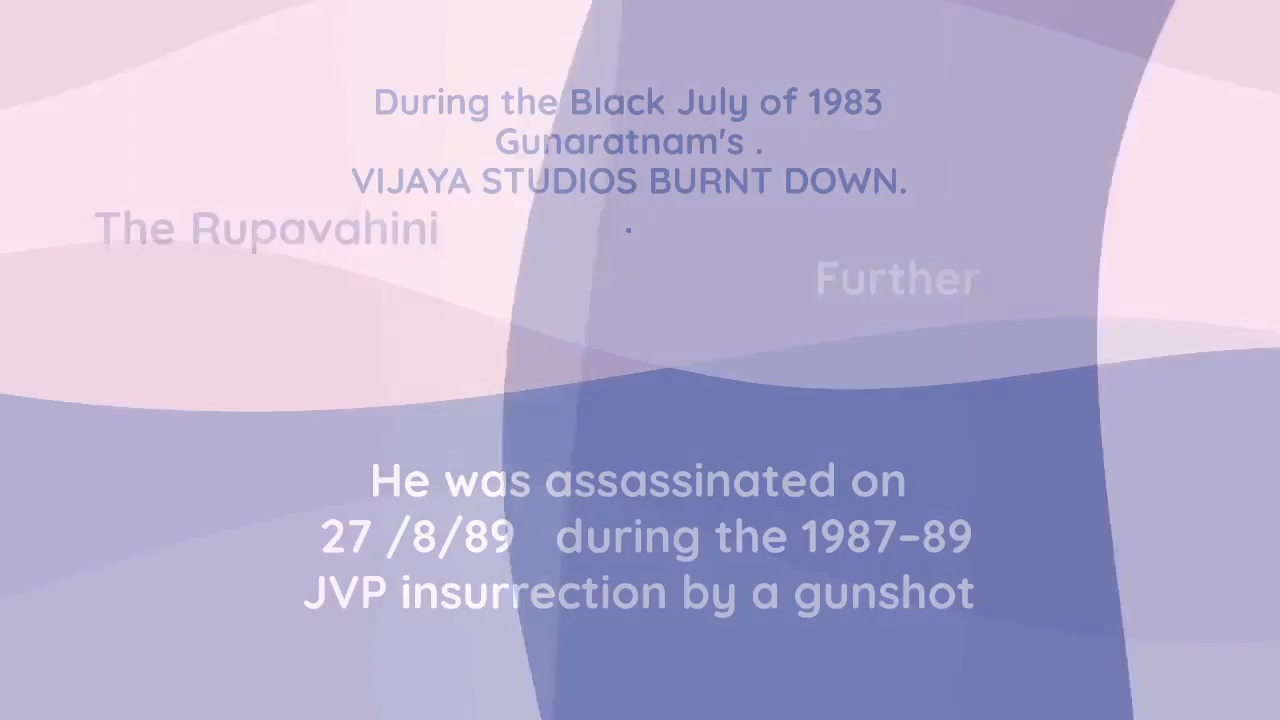 During the Black July of 1983
Gunaratnam's .
VIJAYA STUDIOS BURNT DOWN.
The Rupavahini
.
Further
He was assassinated on
27 /8/89 during the 1987-89
JVP insurrection by a gunshot